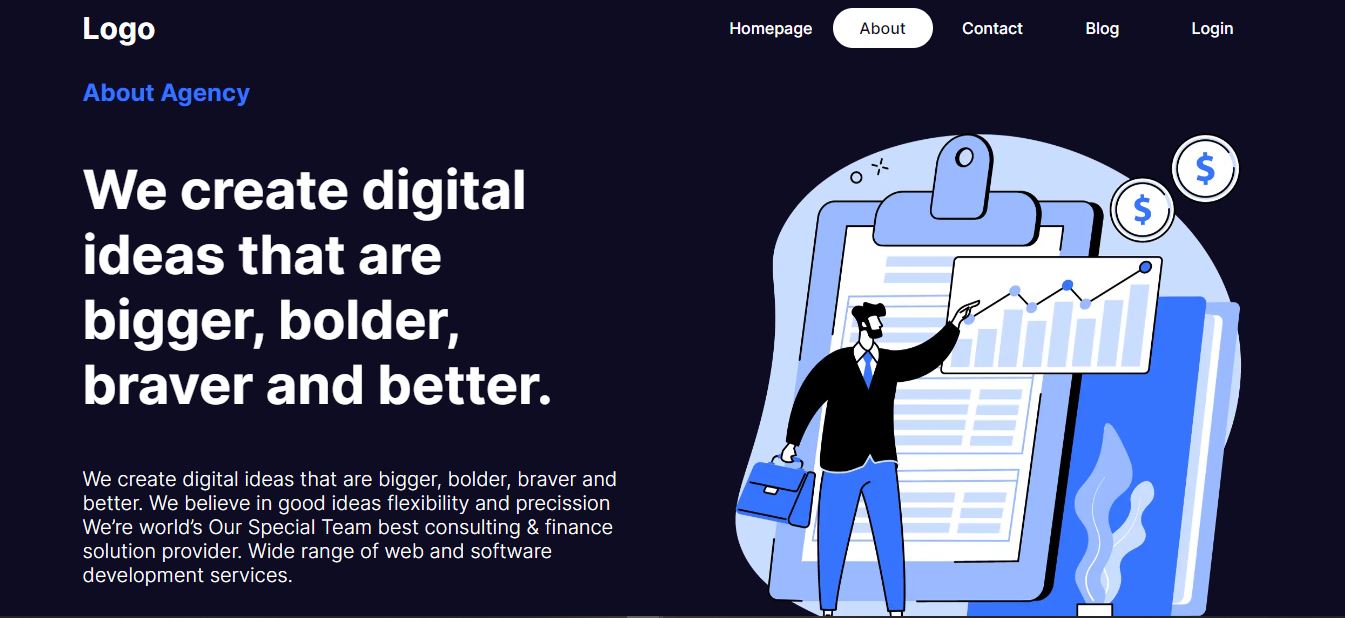 Logo
Homepage About Contact Blog Login
About Agency
We create digital
ideas that are
bigger, bolder,
braver and better.
$
$
We create digital ideas that are bigger, bolder, braver and
better. We believe in good ideas flexibility and precission
We’re world’s Our Special Team best consulting & finance
solution provider. Wide range of web and software
development services.